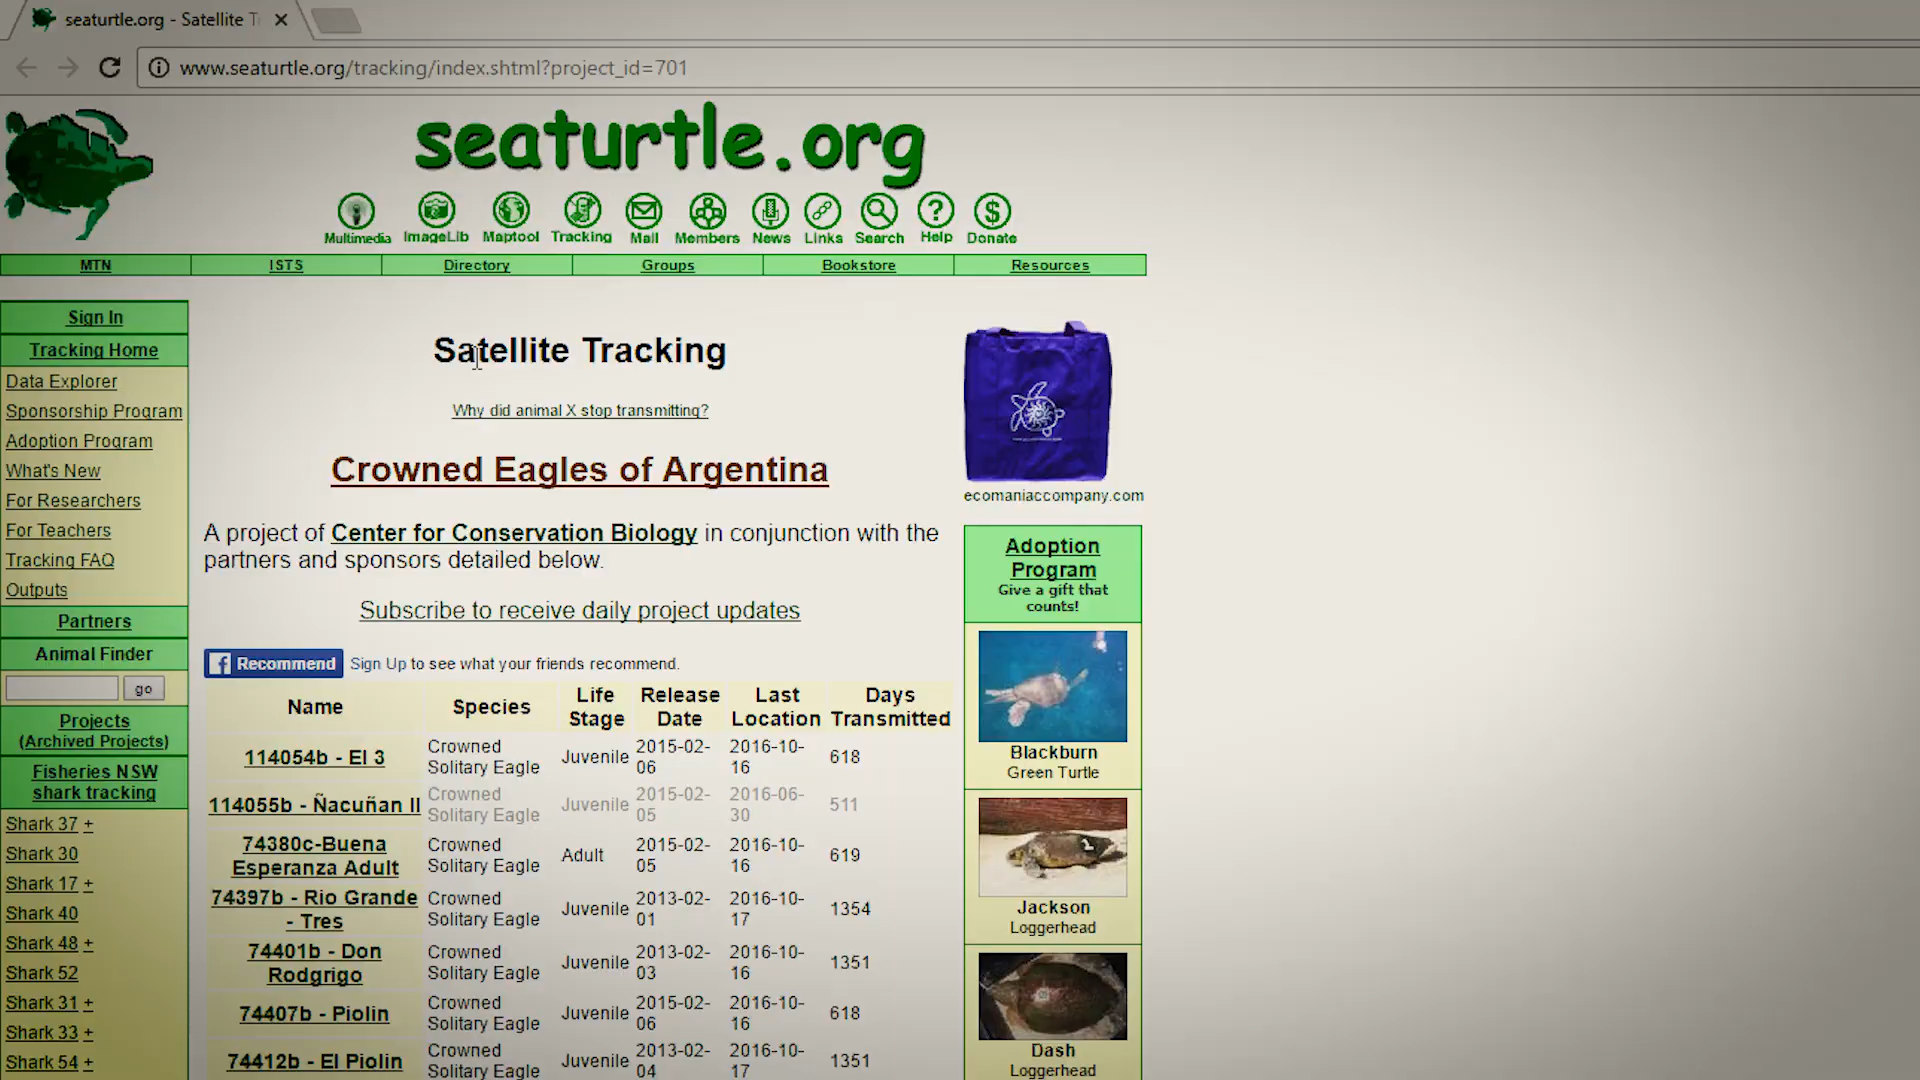 seaturtle.org - Satellite T
www.seaturtle.org/tracking/index.shtml?project_id=701
seaturtle.org
Multimedia ImageLib Maptool Tracking Mail Members News Links Search Help Donate
MTN ISTS Directory Groups Bookstore Resources
Sign In
Tracking Home
Data Explorer
Sponsorship Program
Adoption Program
What's New
For Researchers
For Teachers
Tracking FAQ
Outputs
Partners
Animal Finder
go
Projects
(Archived Projects)
Fisheries NSW
shark tracking
Shark 37 +
Shark 30
Shark 17 +
Shark 40
Shark 48 +
Shark 52
Shark 31 +
Shark 33 +
Shark 54 +
Satellite Tracking
Why did animal X stop transmitting?
Crowned Eagles of Argentina
A project of Center for Conservation Biology in conjunction with the
partners and sponsors detailed below.
Subscribe to receive daily project updates
Recommend Sign Up to see what your friends recommend.
Name Species Life Stage Release Date Last Location Days Transmitted
114054b - El 3 Crowned Solitary Eagle Juvenile 2015-02-06 2016-10-16 618
114055b - Ñacuñan II Crowned Solitary Eagle Juvenile 2015-02-05 2016-06-30 511
74380c-Buena Esperanza Adult Crowned Solitary Eagle Adult 2015-02-05 2016-10-16 619
74397b - Rio Grande - Tres Crowned Solitary Eagle Juvenile 2013-02-01 2016-10-17 1354
74401b - Don Rodgrigo Crowned Solitary Eagle Juvenile 2013-02-03 2016-10-16 1351
74407b - Piolin Crowned Solitary Eagle Juvenile 2015-02-06 2016-10-16 618
74412b - El Piolin Crowned Solitary Eagle Juvenile 2013-02-04 2016-10-17 1351
ecomaniaccompany.com
Adoption
Program
Give a gift that
counts!
Blackburn
Green Turtle
Jackson
Loggerhead
Dash
Loggerhead